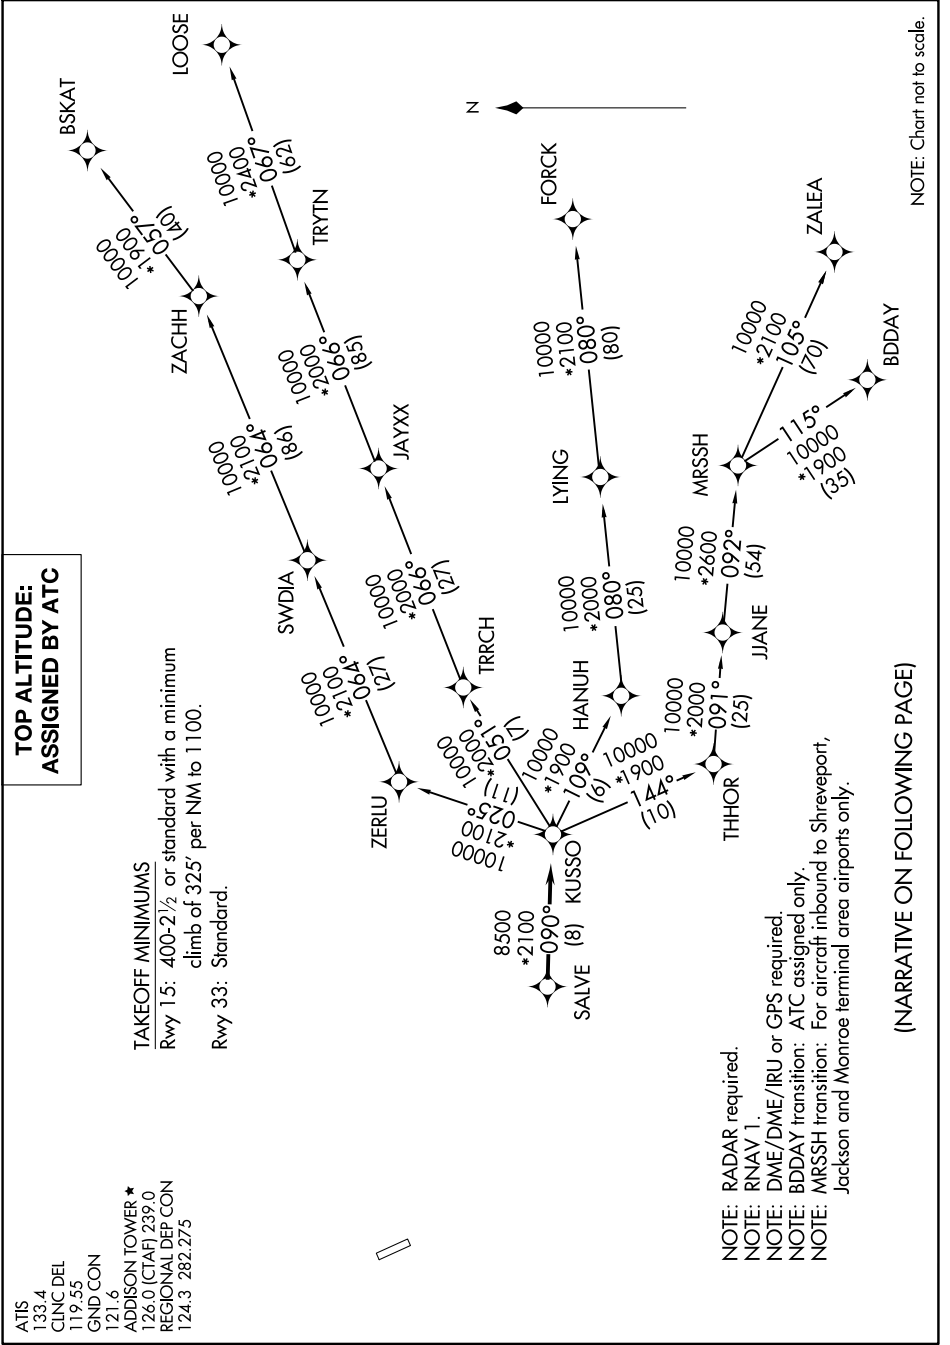 TOP ALTITUDE:
ASSIGNED BY ATC
ATIS
133.4
CLNC DEL
119.55
GND CON
121.6
ADDISON TOWER ★
126.0 (CTAF) 239.0
REGIONAL DEP CON
124.3 282.275
TAKEOFF MINIMUMS
Rwy 15: 400-2½ or standard with a minimum
climb of 325' per NM to 1100.
Rwy 33: Standard.
SALVE
8500
*2100
090°
(8)
KUSSO
10000
*2100
025°
(11)
ZERLU
10000
*2100
064°
(27)
SWDIA
10000
*2100
064°
(86)
ZACHH
10000
*1900
057°
(40)
BSKAT
10000
*2000
051°
(7)
TRRCH
10000
*2000
066°
(27)
JAYXX
10000
*2000
066°
(85)
TRYTN
10000
*2400
067°
(62)
LOOSE
10000
*1900
109°
(6)
HANUH
10000
*2000
080°
(25)
LYING
10000
*2100
080°
(80)
FORCK
10000
*1900
144°
(10)
THHOR
10000
*2000
091°
(25)
JJANE
10000
*2600
092°
(54)
MRSSH
10000
*2100
105°
(70)
ZALEA
115°
10000
*1900
(35)
BDDAY
N
NOTE: RADAR required.
NOTE: RNAV 1.
NOTE: DME/DME/IRU or GPS required.
NOTE: BDDAY transition: ATC assigned only.
NOTE: MRSSH transition: For aircraft inbound to Shreveport,
Jackson and Monroe terminal area airports only.
(NARRATIVE ON FOLLOWING PAGE)
NOTE: Chart not to scale.